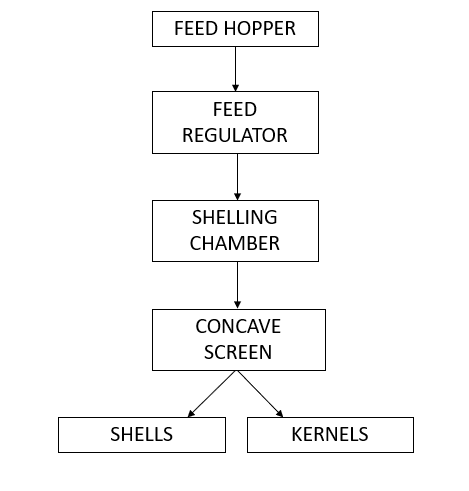 FEED HOPPER
FEED
REGULATOR
SHELLING
CHAMBER
CONCAVE
SCREEN
SHELLS
KERNELS